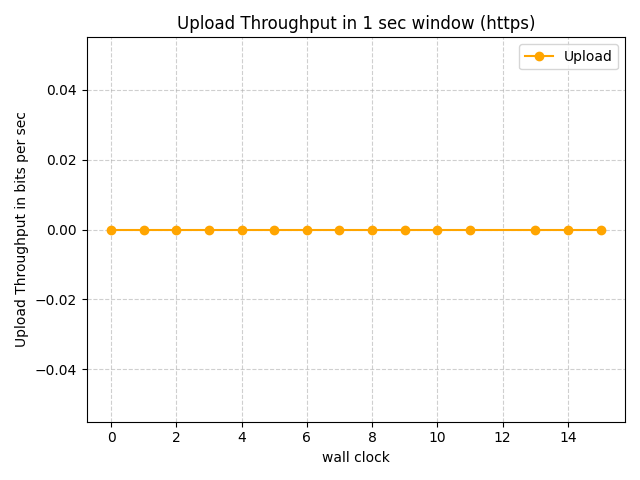 Upload Throughput in 1 sec window (https)
Upload
Upload Throughput in bits per sec
0.04
0.02
0.00
−0.02
−0.04
0 2 4 6 8 10 12 14
wall clock